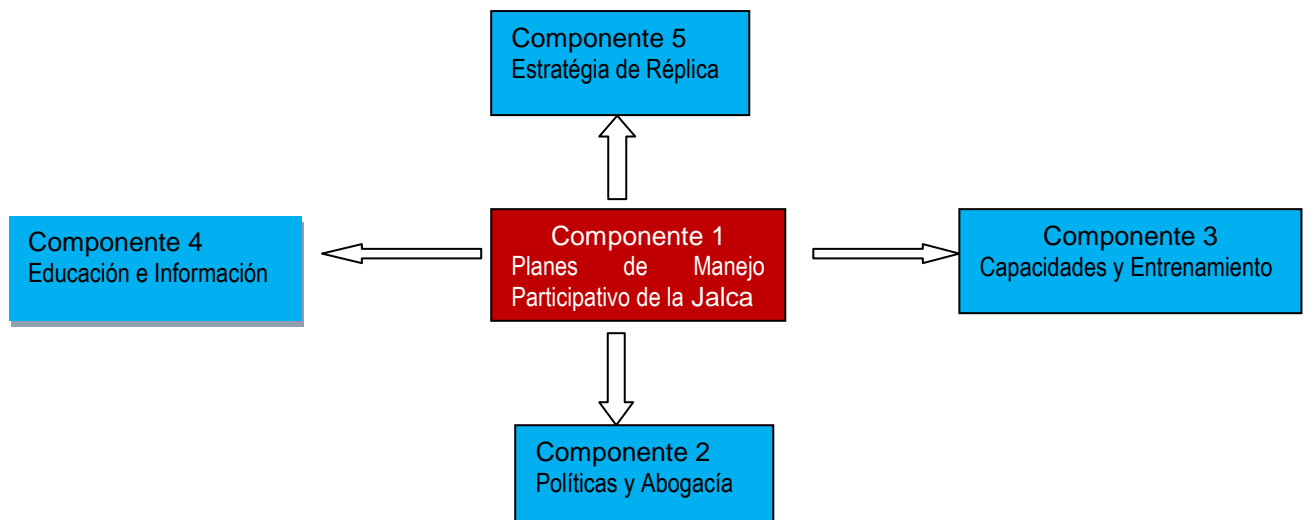 Componente 5
Estratégia de Réplica
Componente 4
Educación e Información
Componente 1
Planes de Manejo
Participativo de la Jalca
Componente 3
Capacidades y Entrenamiento
Componente 2
Políticas y Abogacía